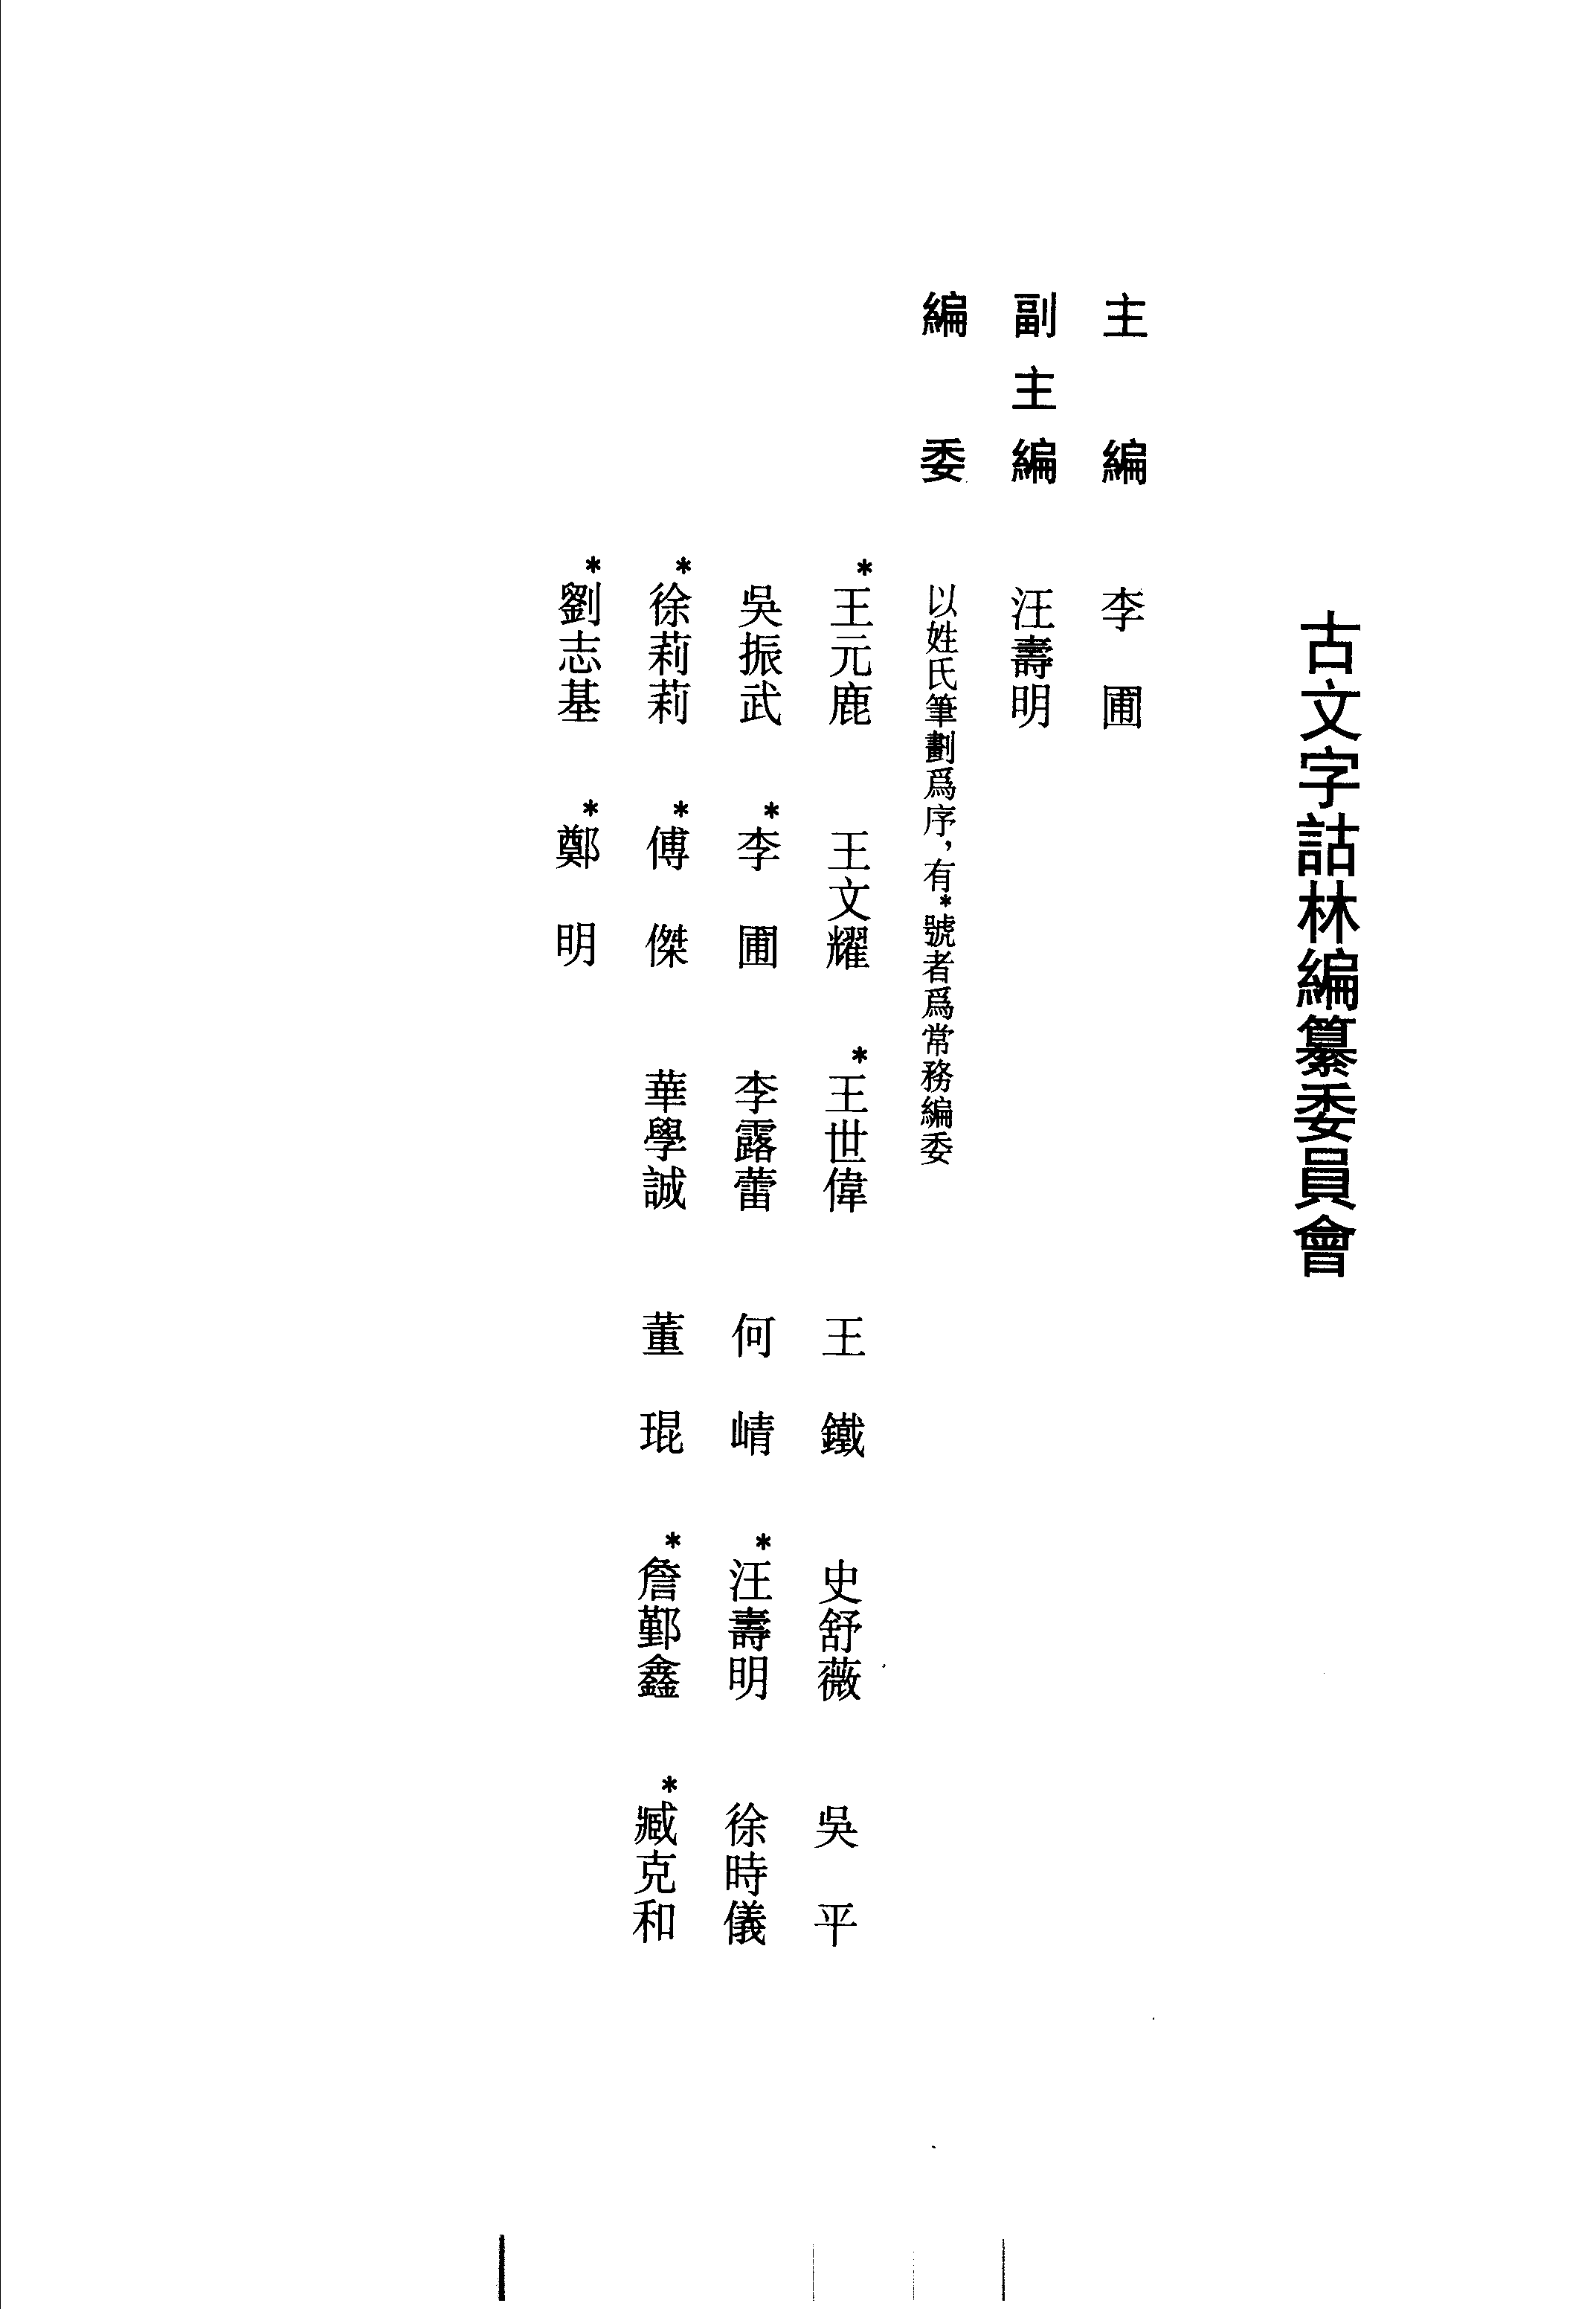 古文字詁林編纂委員會
主編　李圃
副主編　汪壽明
編委　以姓氏筆劃爲序，有*號者爲常務編委
*王元鹿　王文耀　*王世偉　王鐵　史舒薇　吳平
吳振武　*李圃　李露蕾　何崝　*汪壽明　徐時儀
*徐莉莉　*傅傑　華學誠　董琨　*詹鄞鑫　*臧克和
*劉志基　*鄭明